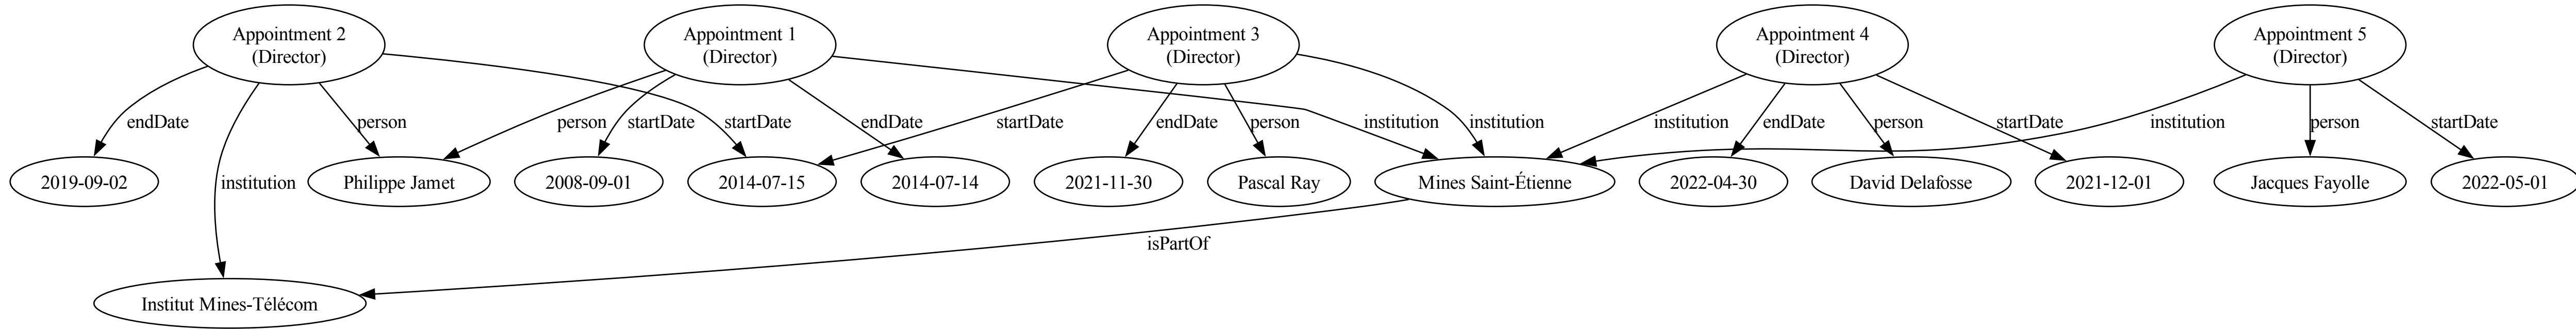 Appointment 2
(Director)
Appointment 1
(Director)
Appointment 3
(Director)
Appointment 4
(Director)
Appointment 5
(Director)
endDate
person
person
startDate
startDate
endDate
startDate
endDate
person
institution
institution
institution
endDate
person
startDate
institution
person
startDate
2019-09-02
institution
Philippe Jamet
2008-09-01
2014-07-15
2014-07-14
2021-11-30
Pascal Ray
Mines Saint-Étienne
2022-04-30
David Delafosse
2021-12-01
Jacques Fayolle
2022-05-01
isPartOf
Institut Mines-Télécom